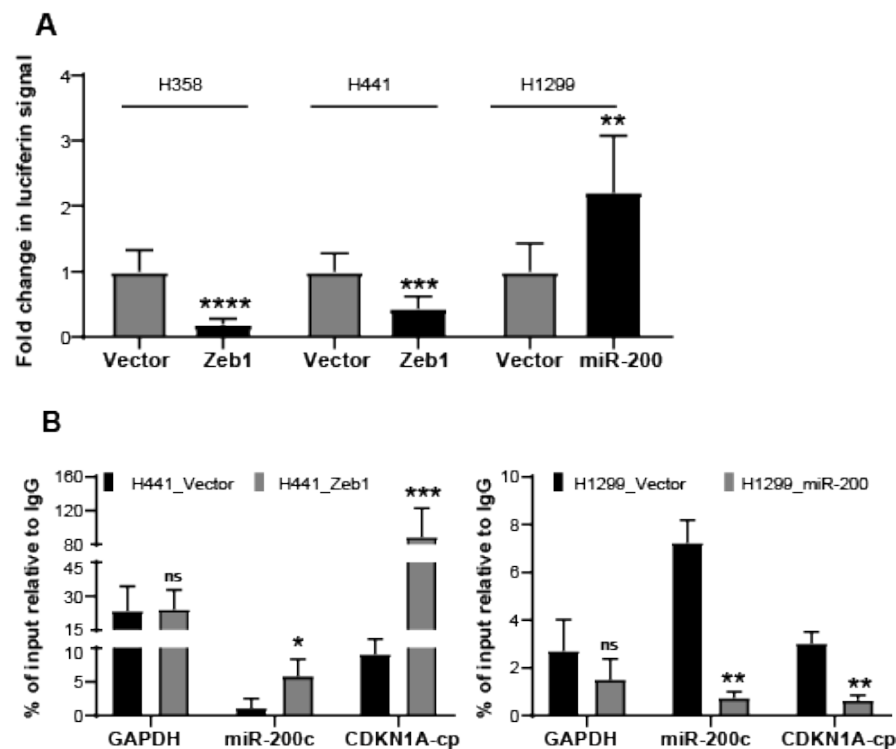 A
Fold change in luciferin signal
4
3
2
1
0
H358
H441
H1299
****
***
**
Vector
Zeb1
Vector
Zeb1
Vector
miR-200
B
% of input relative to IgG
160
120
80
45
30
15
10
5
0
H441_Vector
H441_Zeb1
ns
*
***
GAPDH
miR-200c
CDKN1A-cp
% of input relative to IgG
10
8
6
4
2
0
H1299_Vector
H1299_miR-200
ns
**
**
GAPDH
miR-200c
CDKN1A-cp